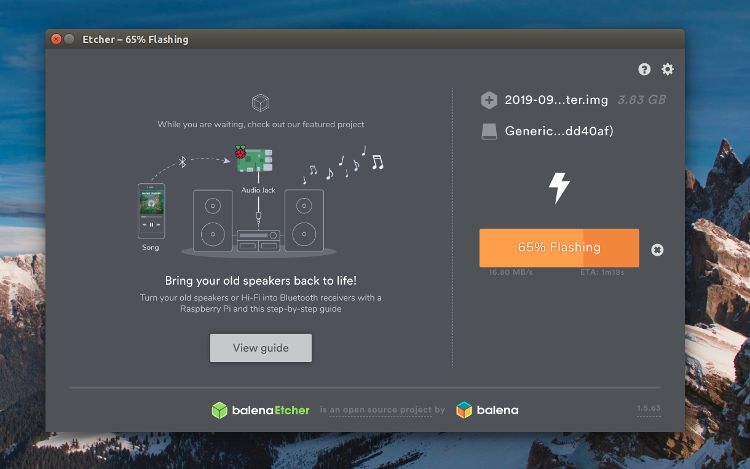 Etcher – 65% Flashing
While you are waiting, check out our featured project
Audio Jack
Song
Bring your old speakers back to life!
Turn your old speakers or Hi-Fi into Bluetooth receivers with a
Raspberry Pi and this step-by-step guide
View guide
2019-09...ter.img 3.83 GB
Generic...dd40af)
65% Flashing
16.80 MB/s ETA: 1m18s
balenaEtcher is an open source project by balena
1.5.63